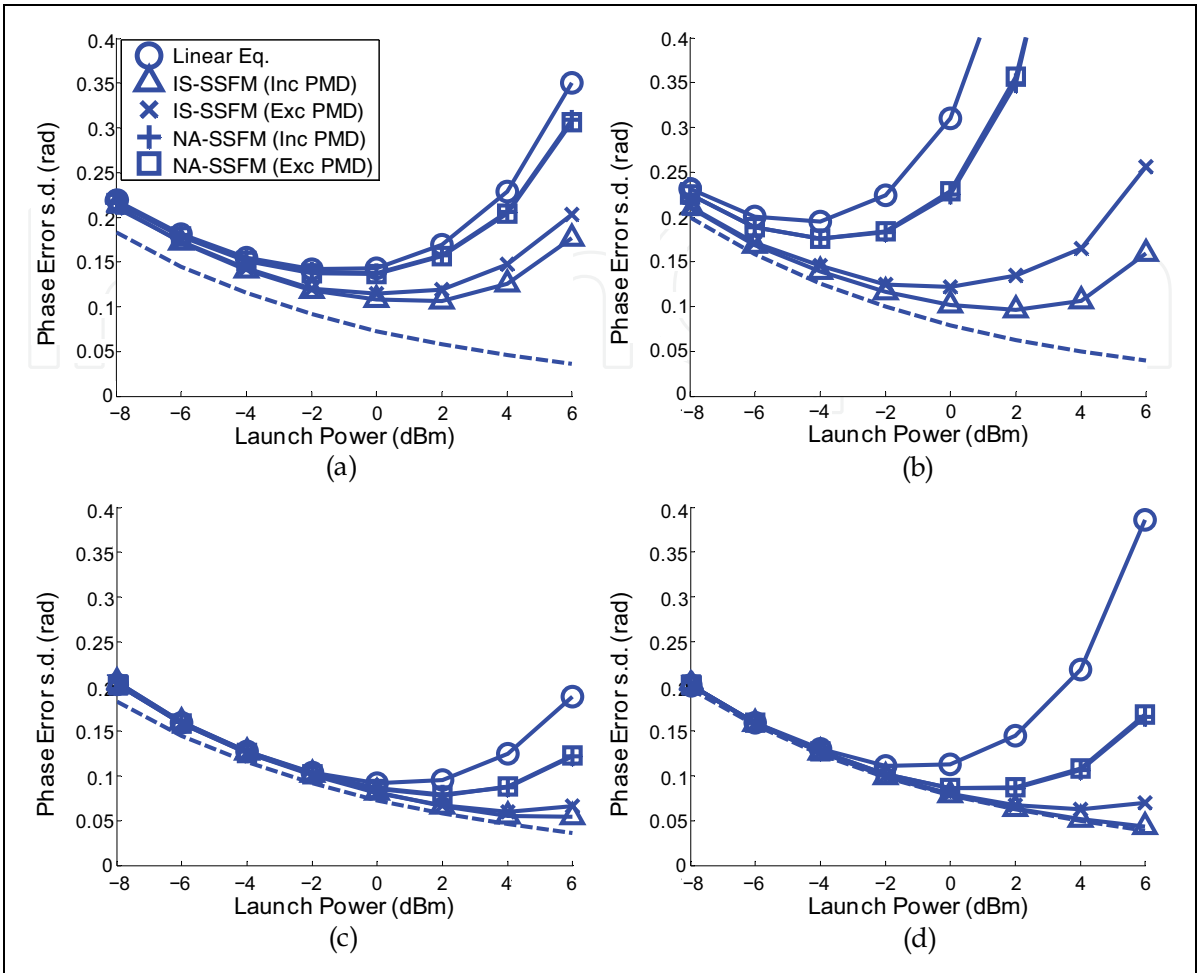 Linear Eq.
IS-SSFM (Inc PMD)
IS-SSFM (Exc PMD)
NA-SSFM (Inc PMD)
NA-SSFM (Exc PMD)
Phase Error s.d. (rad)
0.4
0.35
0.3
0.25
0.2
0.15
0.1
0.05
0
−8 −6 −4 −2 0 2 4 6
Launch Power (dBm)
(a)
Phase Error s.d. (rad)
0.4
0.35
0.3
0.25
0.2
0.15
0.1
0.05
0
−8 −6 −4 −2 0 2 4 6
Launch Power (dBm)
(b)
Phase Error s.d. (rad)
0.4
0.35
0.3
0.25
0.2
0.15
0.1
0.05
0
−8 −6 −4 −2 0 2 4 6
Launch Power (dBm)
(c)
Phase Error s.d. (rad)
0.4
0.35
0.3
0.25
0.2
0.15
0.1
0.05
0
−8 −6 −4 −2 0 2 4 6
Launch Power (dBm)
(d)